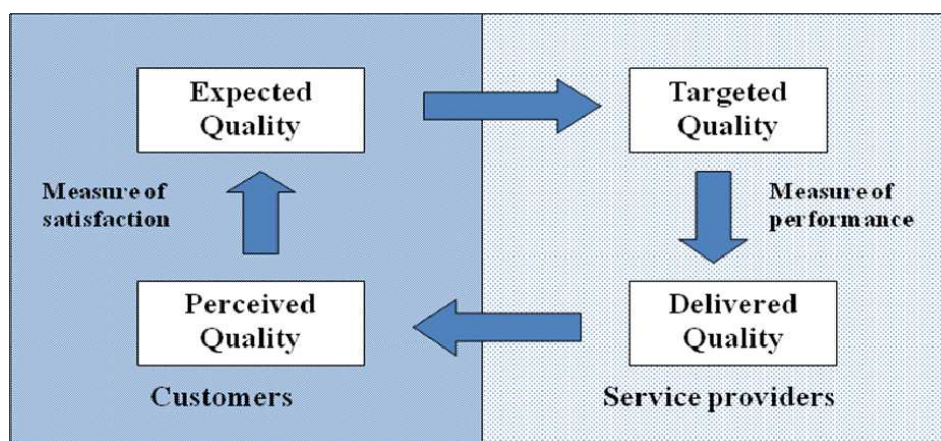 Expected
Quality
Targeted
Quality
Measure of
satisfaction
Measure of
performance
Perceived
Quality
Delivered
Quality
Customers
Service providers